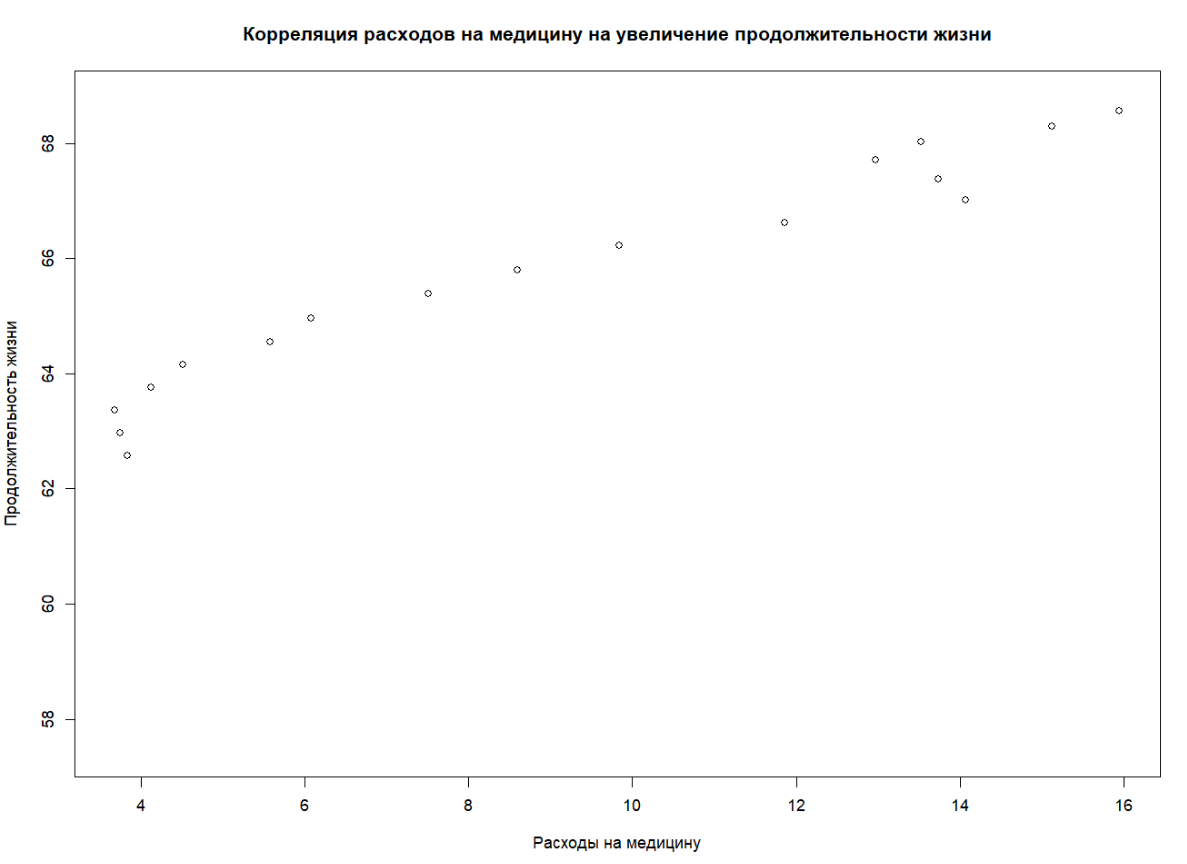 Корреляция расходов на медицину на увеличение продолжительности жизни
Продолжительность жизни
68
66
64
62
60
58
4 6 8 10 12 14 16
Расходы на медицину